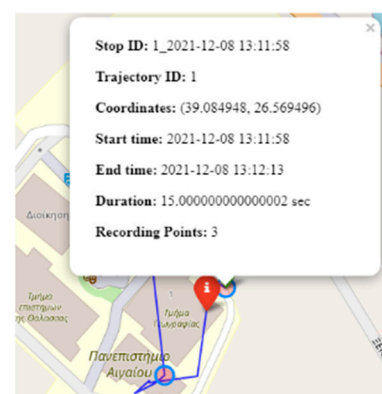 ×
Stop ID: 1_2021-12-08 13:11:58
Trajectory ID: 1
Coordinates: (39.084948, 26.569496)
Start time: 2021-12-08 13:11:58
End time: 2021-12-08 13:12:13
Duration: 15.000000000000002 sec
Recording Points: 3
Διοίκηση
Τμήμα
επιστημών
της Θάλασσας
Τμήμα
Γεωγραφίας
Πανεπιστήμιο
Αιγαίου